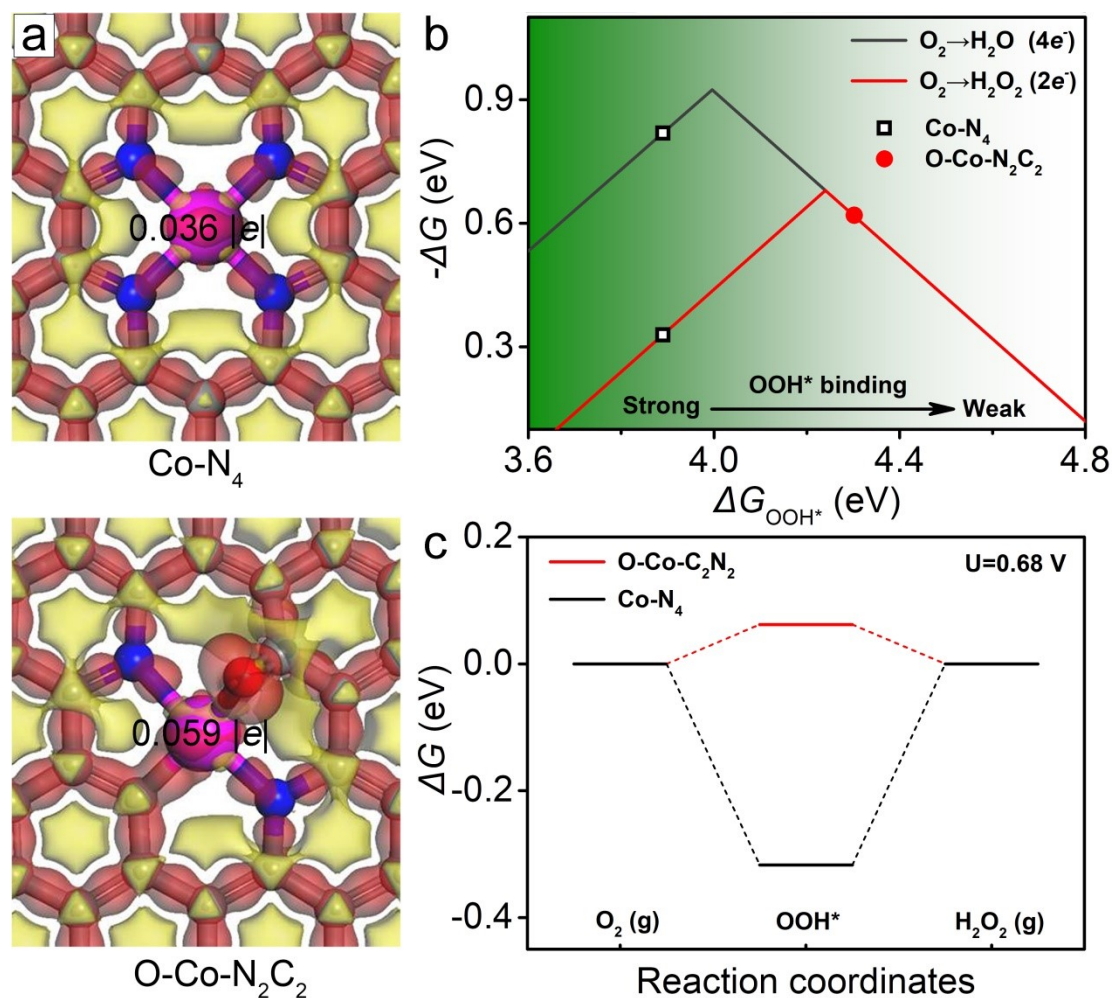 a
0.036 |e|
Co-N₄
0.059 |e|
O-Co-N₂C₂
b
O₂→H₂O (4e⁻)
O₂→H₂O₂ (2e⁻)
Co-N₄
O-Co-N₂C₂
0.9
0.6
0.3
-ΔG (eV)
OOH* binding
Strong
Weak
3.6 4.0 4.4 4.8
ΔG_OOH* (eV)
c
O-Co-C₂N₂
Co-N₄
U=0.68 V
0.2
0.0
-0.2
-0.4
ΔG (eV)
O₂ (g) OOH* H₂O₂ (g)
Reaction coordinates